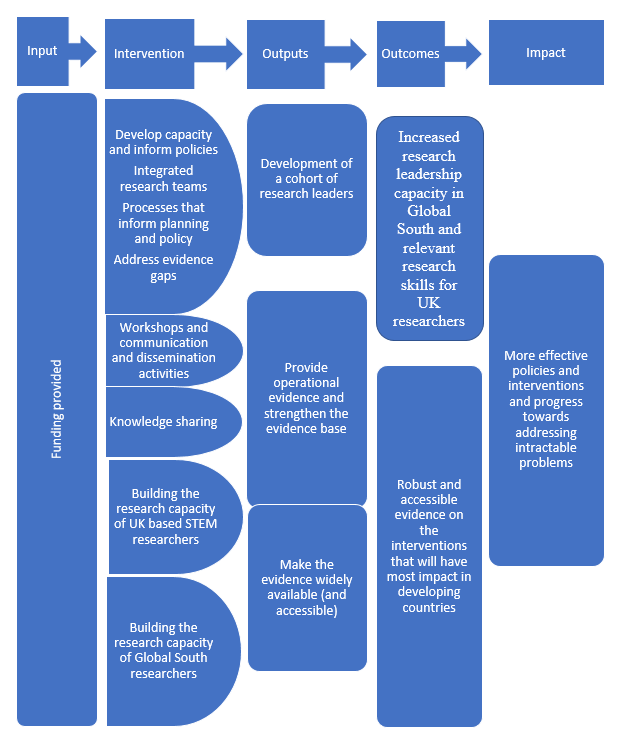 Input
Intervention
Outputs
Outcomes
Impact
Funding provided
Develop capacity
and inform policies
Integrated
research teams
Processes that
inform planning
and policy
Address evidence
gaps
Workshops and
communication
and dissemination
activities
Knowledge sharing
Building the
research capacity
of UK based STEM
researchers
Building the
research capacity
of Global South
researchers
Development of
a cohort of
research leaders
Provide
operational
evidence and
strengthen the
evidence base
Make the
evidence widely
available (and
accessible)
Increased
research
leadership
capacity in
Global
South and
relevant
research
skills for
UK
researchers
Robust and
accessible
evidence on
the
interventions
that will have
most impact in
developing
countries
More effective
policies and
interventions
and progress
towards
addressing
intractable
problems